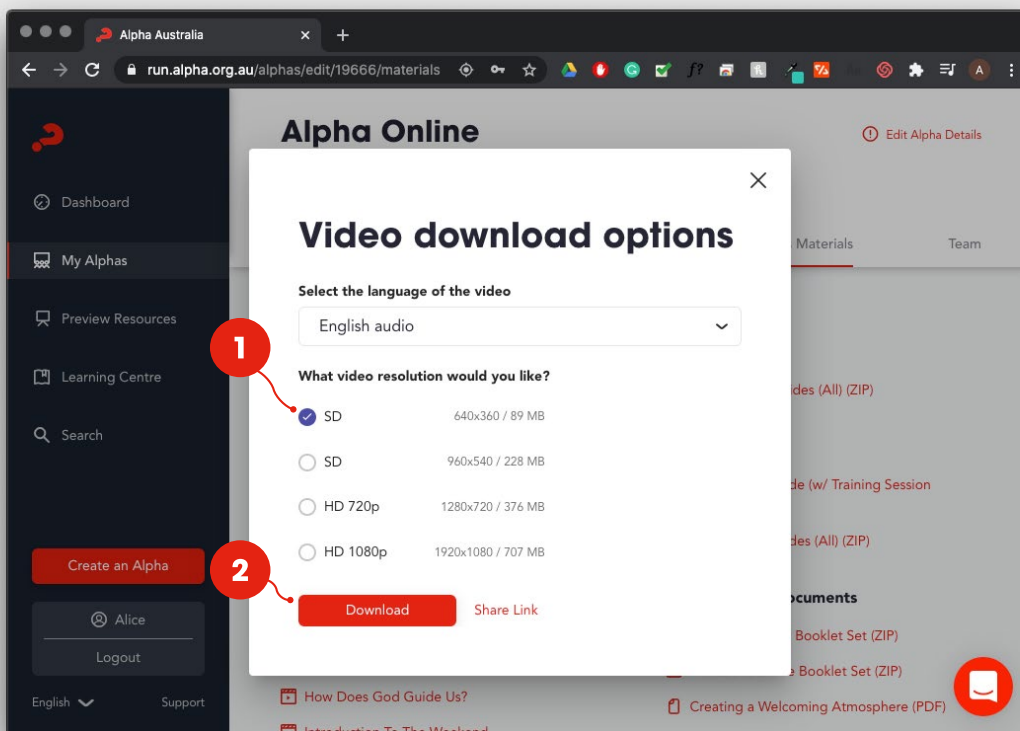 Alpha Australia
run.alpha.org.au/alphas/edit/19666/materials
A
Alpha Online
Edit Alpha Details
Dashboard
My Alphas
Preview Resources
Learning Centre
Search
Create an Alpha
Alice
Logout
English
Support
Materials
Team
Video download options
Select the language of the video
English audio
1
What video resolution would you like?
SD 640x360 / 89 MB
SD 960x540 / 228 MB
HD 720p 1280x720 / 376 MB
HD 1080p 1920x1080 / 707 MB
2
Download
Share Link
ides (All) (ZIP)
de (w/ Training Session
des (All) (ZIP)
ocuments
Booklet Set (ZIP)
e Booklet Set (ZIP)
Creating a Welcoming Atmosphere (PDF)
How Does God Guide Us?
Introduction To The Weekend